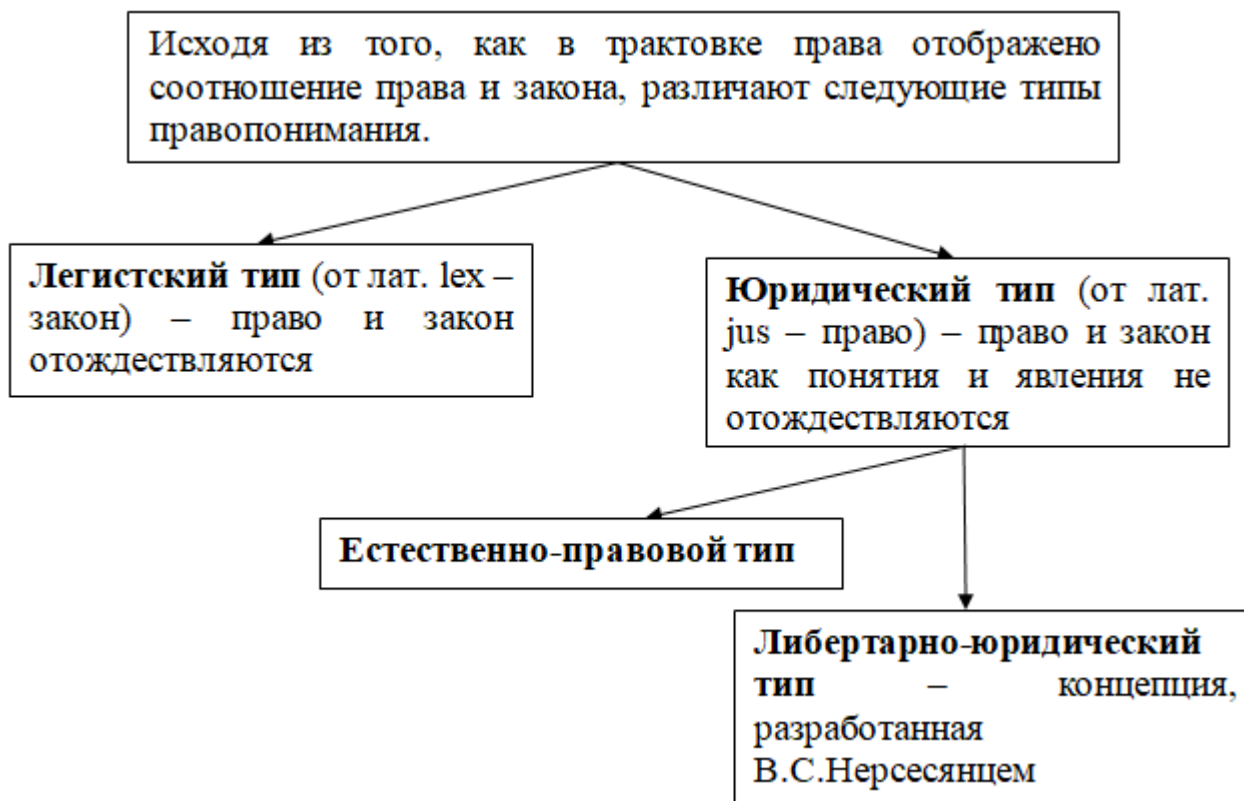 Исходя из того, как в трактовке права отображено
соотношение права и закона, различают следующие типы
правопонимания.
Легистский тип (от лат. lex –
закон) – право и закон
отождествляются
Юридический тип (от лат.
jus – право) – право и закон
как понятия и явления не
отождествляются
Естественно-правовой тип
Либертарно-юридический
тип – концепция,
разработанная
В.С.Нерсесянцем